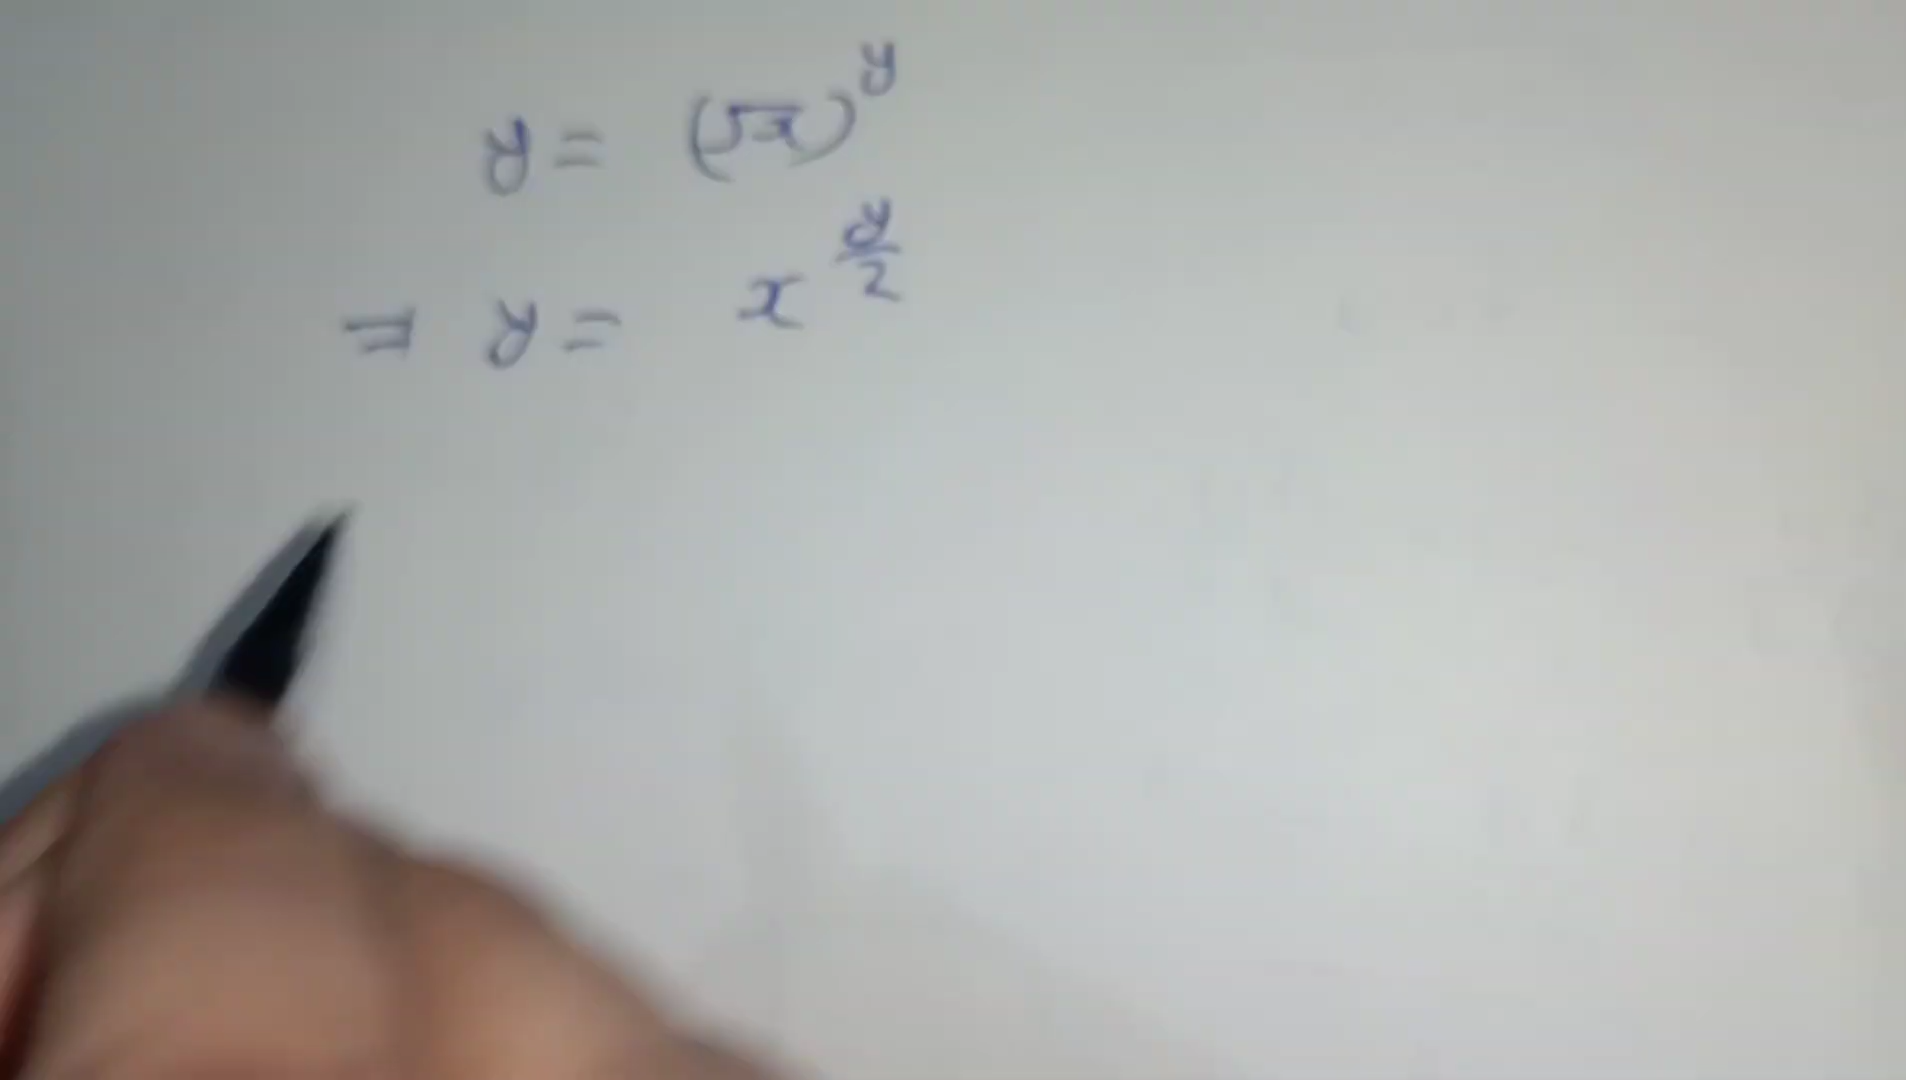 y = (√x)^y
= y = x^(y/2)